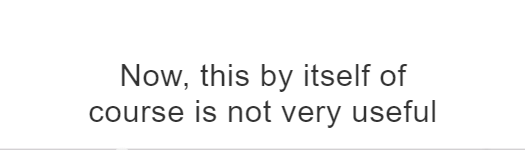 Now, this by itself of
course is not very useful